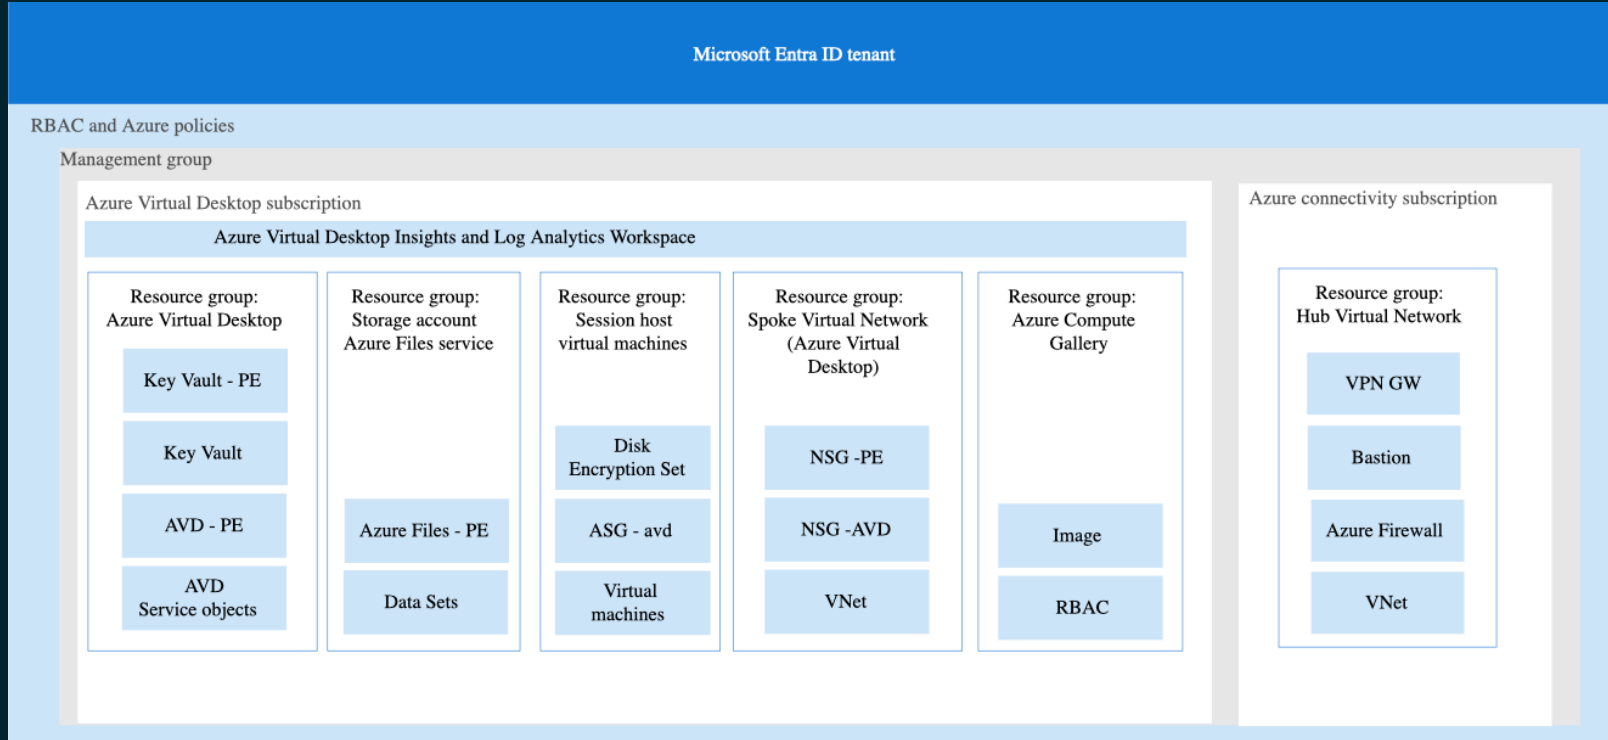 Microsoft Entra ID tenant
RBAC and Azure policies
Management group
Azure Virtual Desktop subscription
Azure Virtual Desktop Insights and Log Analytics Workspace
Resource group:
Azure Virtual Desktop
Key Vault - PE
Key Vault
AVD - PE
AVD
Service objects
Resource group:
Storage account
Azure Files service
Azure Files - PE
Data Sets
Resource group:
Session host
virtual machines
Disk
Encryption Set
ASG - avd
Virtual
machines
Resource group:
Spoke Virtual Network
(Azure Virtual
Desktop)
NSG -PE
NSG -AVD
VNet
Resource group:
Azure Compute
Gallery
Image
RBAC
Azure connectivity subscription
Resource group:
Hub Virtual Network
VPN GW
Bastion
Azure Firewall
VNet